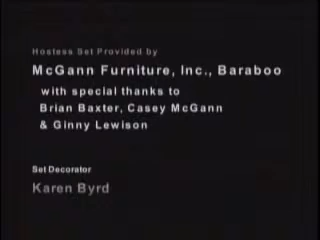 Hostess Set Provided by
McGann Furniture, Inc., Baraboo
with special thanks to
Brian Baxter, Casey McGann
& Ginny Lewison
Set Decorator
Karen Byrd